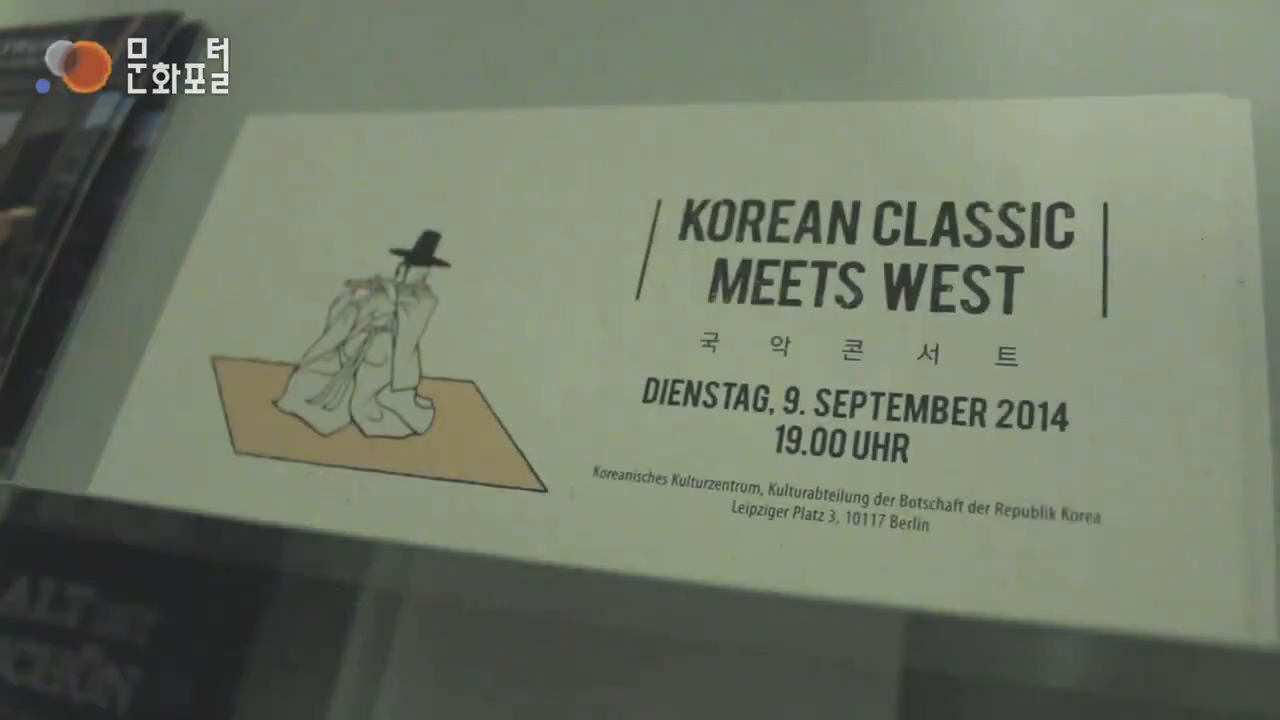 문화포털
KOREAN CLASSIC
MEETS WEST
국악콘서트
DIENSTAG, 9. SEPTEMBER 2014
19.00 UHR
Koreanisches Kulturzentrum, Kulturabteilung der Botschaft der Republik Korea
Leipziger Platz 3, 10117 Berlin
ALT